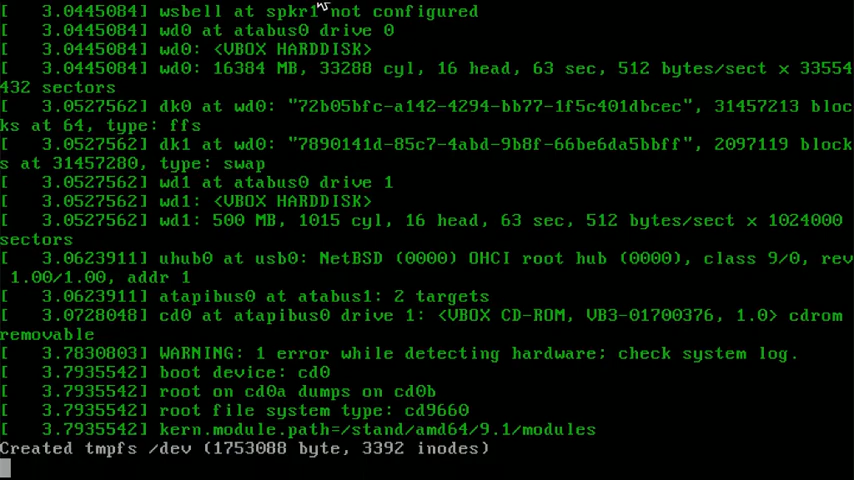 [   3.0445084] wsbell at spkr1 not configured
[   3.0445084] wd0 at atabus0 drive 0
[   3.0445084] wd0: <VBOX HARDDISK>
[   3.0445084] wd0: 16384 MB, 33288 cyl, 16 head, 63 sec, 512 bytes/sect x 33554
432 sectors
[   3.0527562] dk0 at wd0: "72b05bfc-a142-4294-bb77-1f5c401dbcec", 31457213 bloc
ks at 64, type: ffs
[   3.0527562] dk1 at wd0: "7890141d-85c7-4abd-9b8f-66be6da5bbff", 2097119 block
s at 31457280, type: swap
[   3.0527562] wd1 at atabus0 drive 1
[   3.0527562] wd1: <VBOX HARDDISK>
[   3.0527562] wd1: 500 MB, 1015 cyl, 16 head, 63 sec, 512 bytes/sect x 1024000
sectors
[   3.0623911] uhub0 at usb0: NetBSD (0000) OHCI root hub (0000), class 9/0, rev
1.00/1.00, addr 1
[   3.0623911] atapibus0 at atabus1: 2 targets
[   3.0728048] cd0 at atapibus0 drive 1: <VBOX CD-ROM, VB3-01700376, 1.0> cdrom
removable
[   3.7830803] WARNING: 1 error while detecting hardware; check system log.
[   3.7935542] boot device: cd0
[   3.7935542] root on cd0a dumps on cd0b
[   3.7935542] root file system type: cd9660
[   3.7935542] kern.module.path=/stand/amd64/9.1/modules
Created tmpfs /dev (1753088 byte, 3392 inodes)